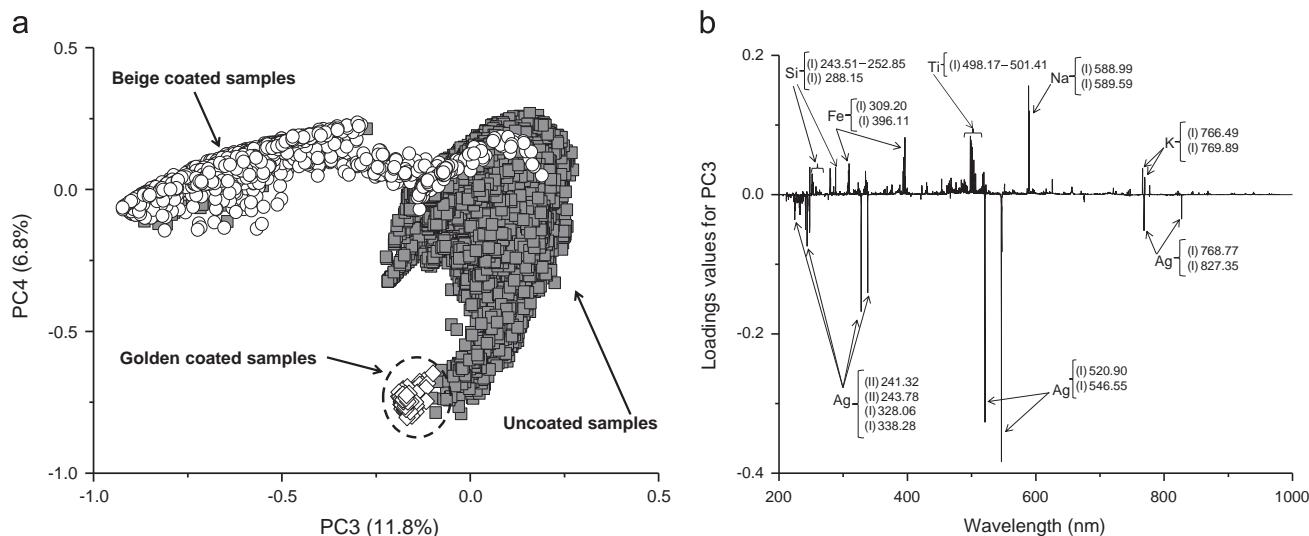 a
0.5
0.0
-0.5
-1.0
-1.0
-0.5
0.0
0.5
PC4 (6.8%)
PC3 (11.8%)
Beige coated samples
Golden coated samples
Uncoated samples
b
0.2
0.0
-0.2
-0.4
200
400
600
800
1000
Loadings values for PC3
Wavelength (nm)
Si
(I) 243.51–252.85
(I)) 288.15
Fe
(I) 309.20
(I) 396.11
Ti
(I) 498.17–501.41
Na
(I) 588.99
(I) 589.59
K
(I) 766.49
(I) 769.89
Ag
(I) 768.77
(I) 827.35
Ag
(I) 520.90
(I) 546.55
Ag
(II) 241.32
(II) 243.78
(I) 328.06
(I) 338.28